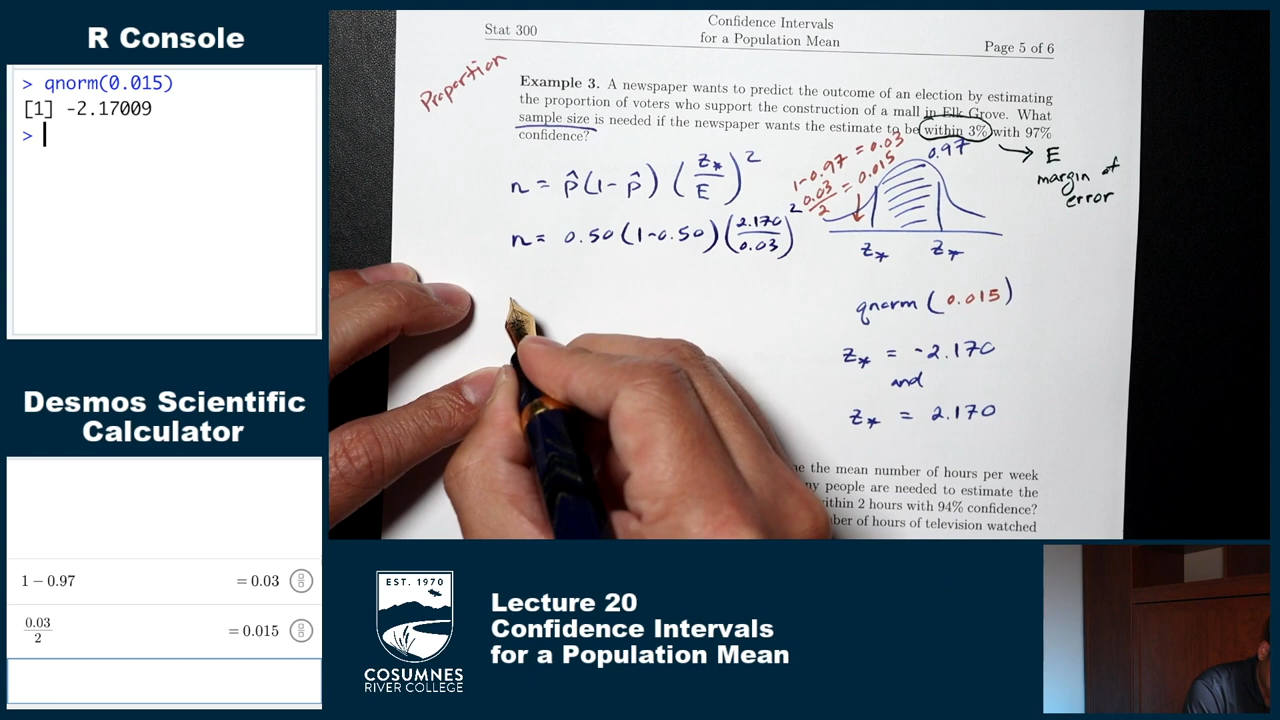 R Console
> qnorm(0.015)
[1] -2.17009
>
Desmos Scientific
Calculator
1 − 0.97 = 0.03
0.03/2 = 0.015
Stat 300
Confidence Intervals
for a Population Mean
Page 5 of 6
Proportion
Example 3. A newspaper wants to predict the outcome of an election by estimating
the proportion of voters who support the construction of a mall in Elk Grove. What
sample size is needed if the newspaper wants the estimate to be within 3% with 97%
confidence?
n = p̂(1-p̂)(z*/E)^2
n = 0.50(1-0.50)(2.170/0.03)^2
1-0.97 = 0.03
0.03/2 = 0.015
0.97
E
margin of
error
z* z*
qnorm(0.015)
z* = -2.170
and
z* = 2.170
the mean number of hours per week
people are needed to estimate the
within 2 hours with 94% confidence?
of hours of television watched
EST. 1970
COSUMNES
RIVER COLLEGE
Lecture 20
Confidence Intervals
for a Population Mean